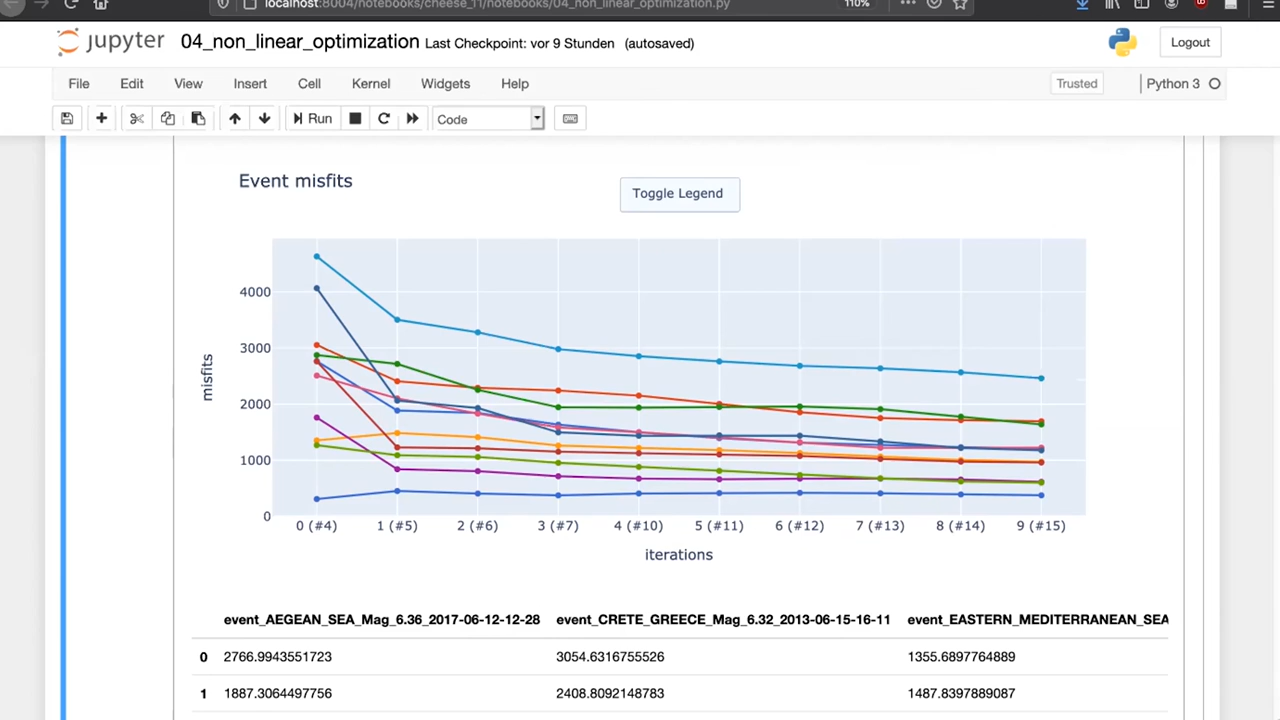 localhost:8004/notebooks/cheese_11/notebooks/04_non_linear_optimization.py 110%
jupyter 04_non_linear_optimization Last Checkpoint: vor 9 Stunden (autosaved) Logout
File Edit View Insert Cell Kernel Widgets Help Trusted Python 3
Run Code
Event misfits
Toggle Legend
4000
3000
2000
1000
0
misfits
0 (#4) 1 (#5) 2 (#6) 3 (#7) 4 (#10) 5 (#11) 6 (#12) 7 (#13) 8 (#14) 9 (#15)
iterations
event_AEGEAN_SEA_Mag_6.36_2017-06-12-12-28 event_CRETE_GREECE_Mag_6.32_2013-06-15-16-11 event_EASTERN_MEDITERRANEAN_SEA
0 2766.9943551723 3054.6316755526 1355.6897764889
1 1887.3064497756 2408.8092148783 1487.8397889087